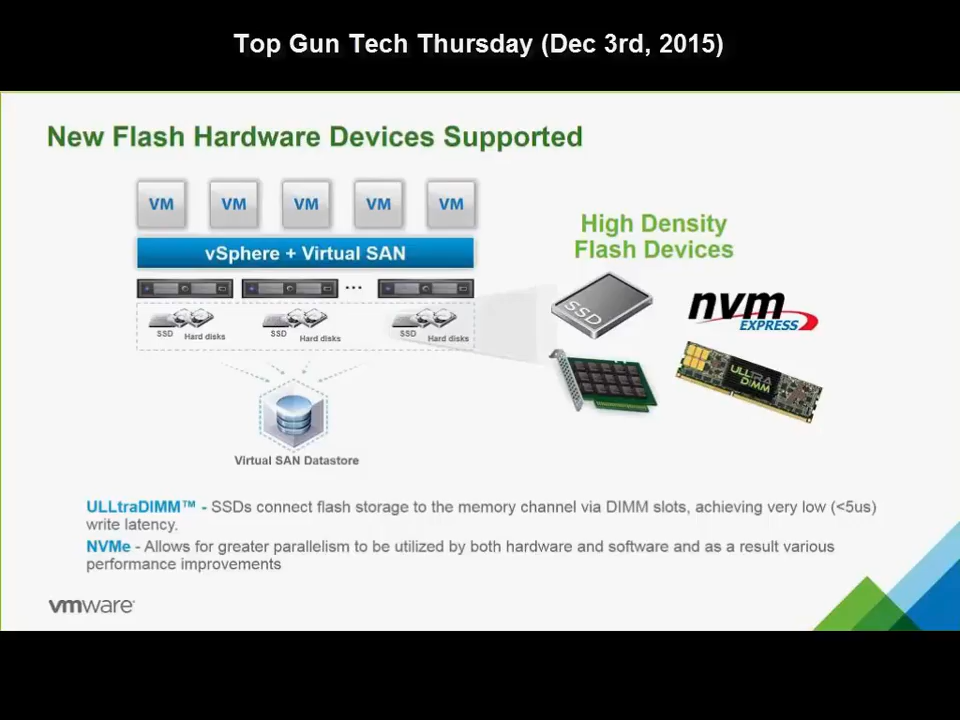 Top Gun Tech Thursday (Dec 3rd, 2015)
New Flash Hardware Devices Supported
VM VM VM VM VM
vSphere + Virtual SAN
SSD Hard disks SSD Hard disks SSD Hard disks
Virtual SAN Datastore
High Density
Flash Devices
SSD
nvm
EXPRESS
ULLTRA
DIMM
ULLtraDIMM™ - SSDs connect flash storage to the memory channel via DIMM slots, achieving very low (<5us)
write latency.
NVMe - Allows for greater parallelism to be utilized by both hardware and software and as a result various
performance improvements
vmware